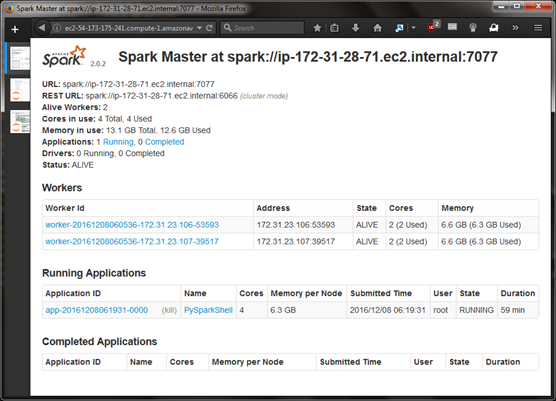 Spark Master at spark://ip-172-31-28-71.ec2.internal:7077 - Mozilla Firefox
ec2-54-173-175-241.compute-1.amazonav
Search
2
APACHE Spark 2.0.2
Spark Master at spark://ip-172-31-28-71.ec2.internal:7077
URL: spark://ip-172-31-28-71.ec2.internal:7077
REST URL: spark://ip-172-31-28-71.ec2.internal:6066 (cluster mode)
Alive Workers: 2
Cores in use: 4 Total, 4 Used
Memory in use: 13.1 GB Total, 12.6 GB Used
Applications: 1 Running, 0 Completed
Drivers: 0 Running, 0 Completed
Status: ALIVE
Workers
Worker Id Address State Cores Memory
worker-20161208060536-172.31.23.106-53593 172.31.23.106:53593 ALIVE 2 (2 Used) 6.6 GB (6.3 GB Used)
worker-20161208060536-172.31.23.107-39517 172.31.23.107:39517 ALIVE 2 (2 Used) 6.6 GB (6.3 GB Used)
Running Applications
Application ID Name Cores Memory per Node Submitted Time User State Duration
app-20161208061931-0000 (kill) PySparkShell 4 6.3 GB 2016/12/08 06:19:31 root RUNNING 59 min
Completed Applications
Application ID Name Cores Memory per Node Submitted Time User State Duration